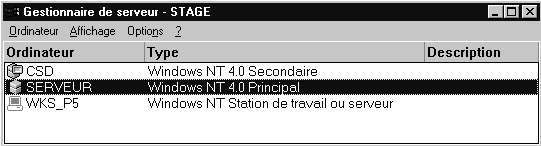 Gestionnaire de serveur - STAGE
Ordinateur Affichage Options ?
Ordinateur Type Description
CSD Windows NT 4.0 Secondaire
SERVEUR Windows NT 4.0 Principal
WKS_P5 Windows NT Station de travail ou serveur